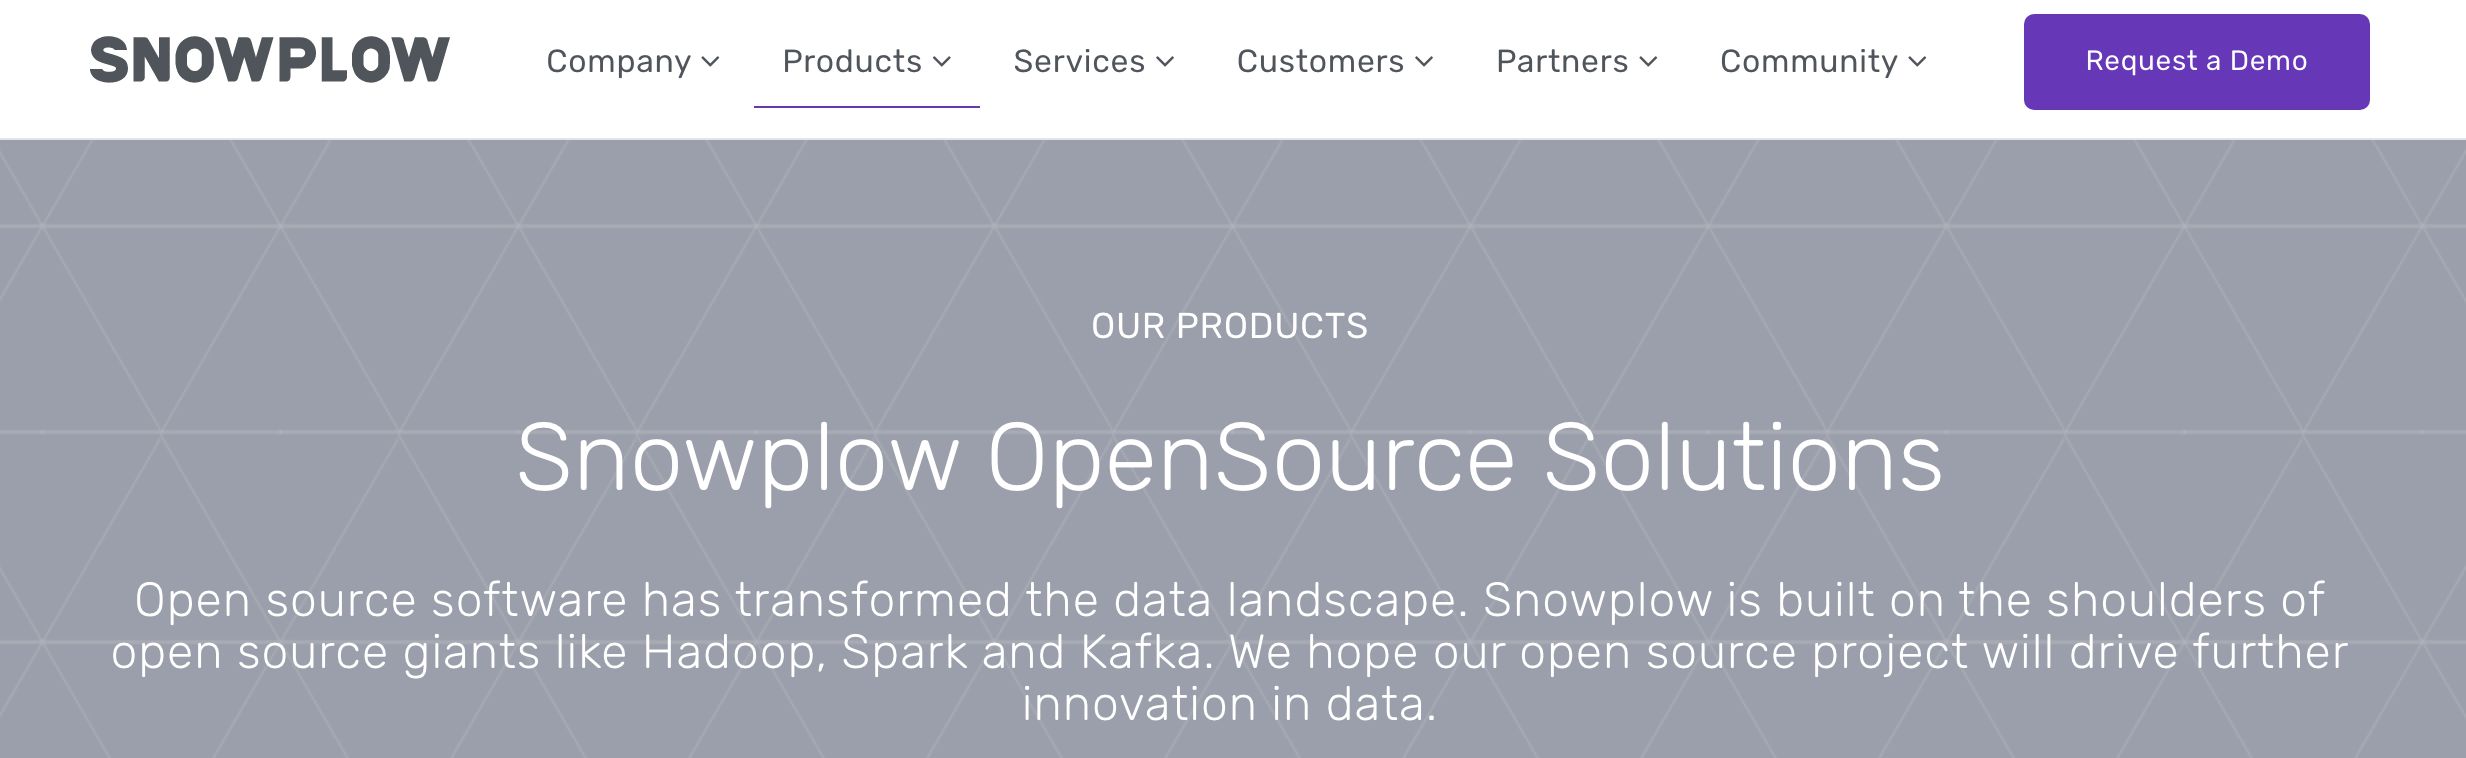 SNOWPLOW Company Products Services Customers Partners Community Request a Demo
OUR PRODUCTS
Snowplow OpenSource Solutions
Open source software has transformed the data landscape. Snowplow is built on the shoulders of
open source giants like Hadoop, Spark and Kafka. We hope our open source project will drive further
innovation in data.